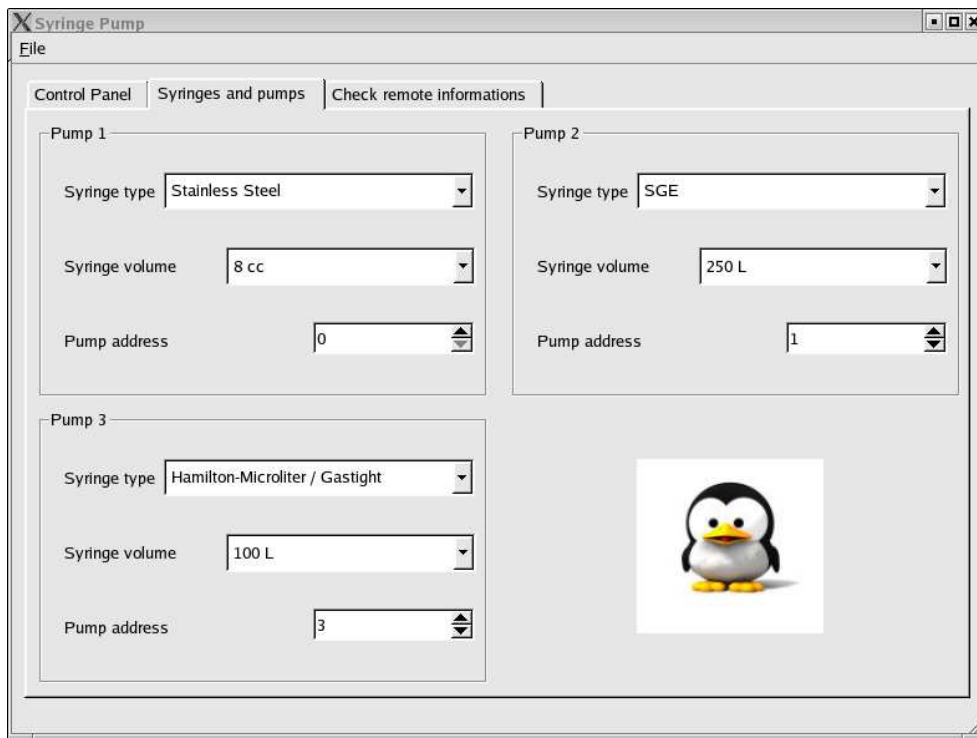 Syringe Pump
File
Control Panel Syringes and pumps Check remote informations
Pump 1
Syringe type Stainless Steel
Syringe volume 8 cc
Pump address 0
Pump 2
Syringe type SGE
Syringe volume 250 L
Pump address 1
Pump 3
Syringe type Hamilton-Microliter / Gastight
Syringe volume 100 L
Pump address 3